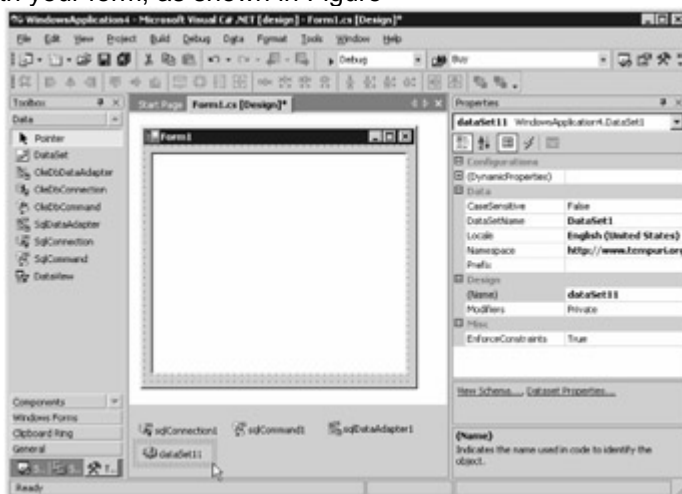 with your form, as shown in Figure
WindowsApplication4 - Microsoft Visual C# .NET [design] - Form1.cs [Design]*
File Edit View Project Build Debug Data Format Tools Window Help
Debug
Buy
Toolbox
Start Page Form1.cs [Design]*
Properties
Data
dataSet11 WindowsApplication4.DataSet1
Pointer
DataSet
OleDbDataAdapter
OleDbConnection
OleDbCommand
SqlDataAdapter
SqlConnection
SqlCommand
DataView
Components
Windows Forms
Clipboard Ring
General
S... S... T...
Form1
sqlConnection1 sqlCommand1 sqlDataAdapter1
dataSet11
Configurations
(DynamicProperties)
Data
CaseSensitive False
DataSetName DataSet1
Locale English (United States)
Namespace http://www.tempuri.org
Prefix
Design
(Name) dataSet11
Modifiers Private
Misc
EnforceConstraints True
View Schema..., Dataset Properties...
(Name)
Indicates the name used in code to identify the
object.
Ready